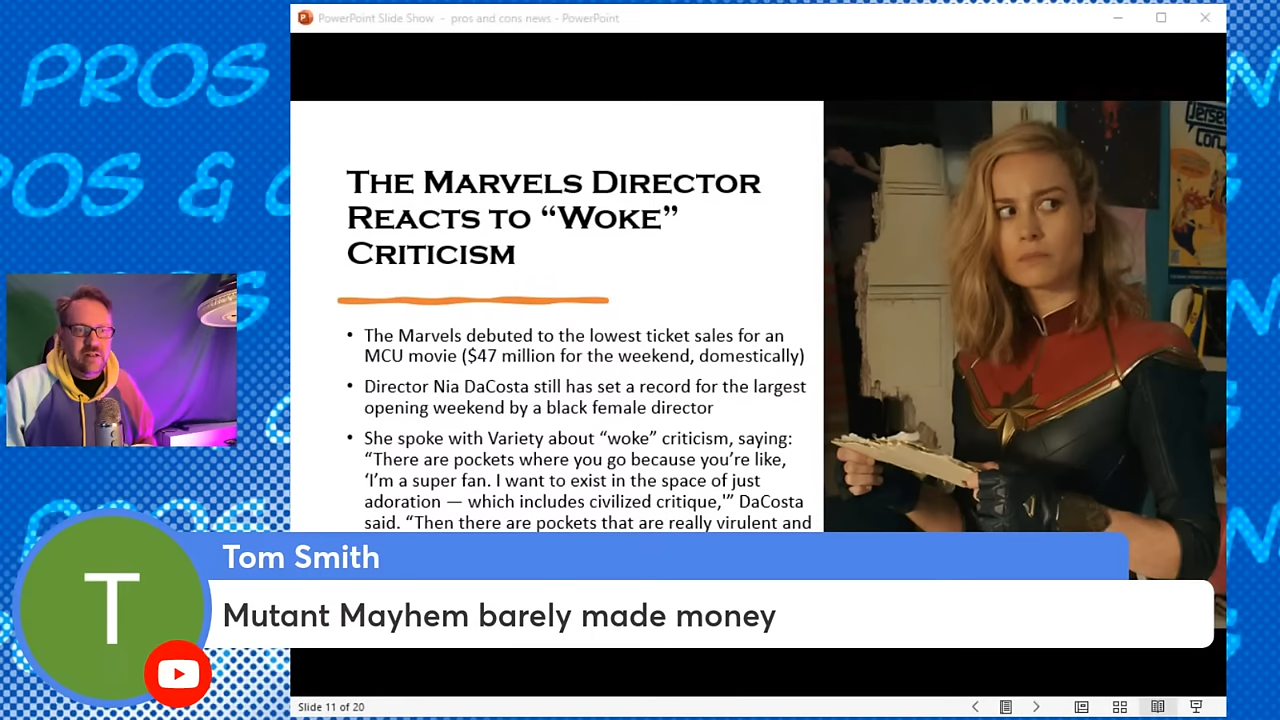 PowerPoint Slide Show - pros and cons news - PowerPoint
PROS
THE MARVELS DIRECTOR
REACTS TO “WOKE”
CRITICISM
• The Marvels debuted to the lowest ticket sales for an
MCU movie ($47 million for the weekend, domestically)
• Director Nia DaCosta still has set a record for the largest
opening weekend by a black female director
• She spoke with Variety about “woke” criticism, saying:
“There are pockets where you go because you’re like,
‘I’m a super fan. I want to exist in the space of just
adoration — which includes civilized critique,'” DaCosta
said. “Then there are pockets that are really virulent and
Jersey
Con
T
Tom Smith
Mutant Mayhem barely made money
Slide 11 of 20